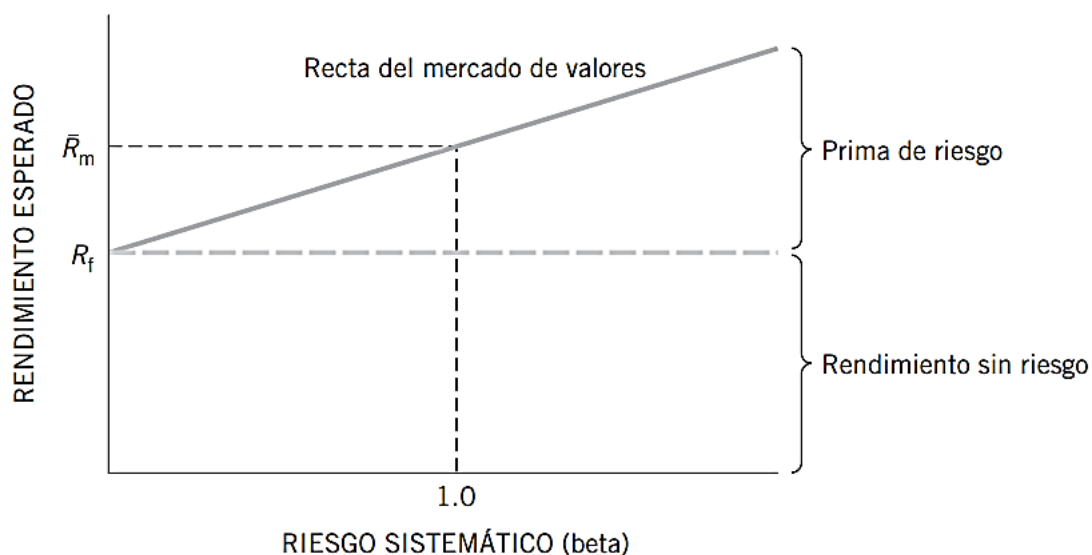 Recta del mercado de valores
RENDIMIENTO ESPERADO
R̄m
Prima de riesgo
Rf
Rendimiento sin riesgo
1.0
RIESGO SISTEMÁTICO (beta)